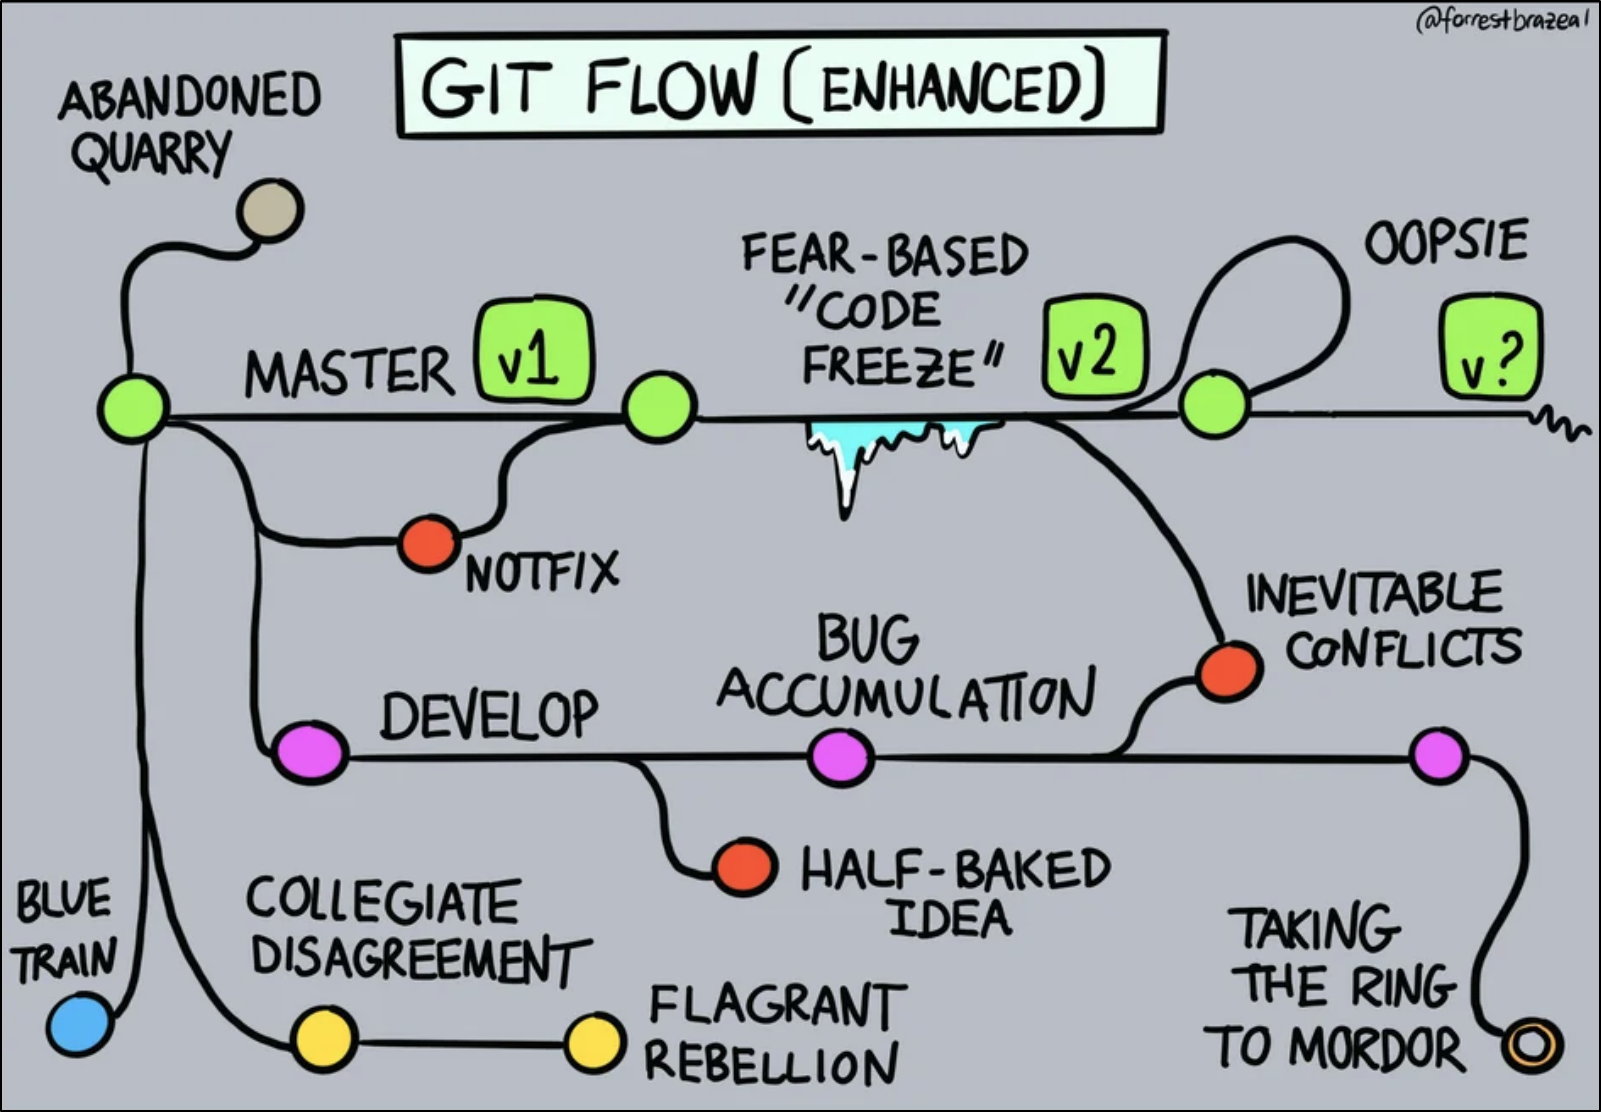 @forrestbrazeal
GIT FLOW (ENHANCED)
ABANDONED
QUARRY
FEAR-BASED
"CODE
FREEZE"
OOPSIE
MASTER
v1
v2
v?
NOTFIX
INEVITABLE
CONFLICTS
BUG
ACCUMULATION
DEVELOP
HALF-BAKED
IDEA
BLUE
TRAIN
COLLEGIATE
DISAGREEMENT
FLAGRANT
REBELLION
TAKING
THE RING
TO MORDOR